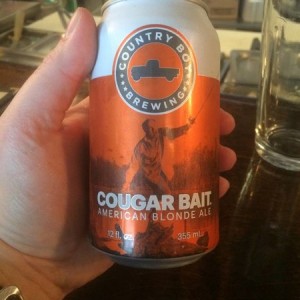 COUNTRY BOY
BREWING
COUGAR BAIT
AMERICAN BLONDE ALE
12 fl. oz.
355 mL